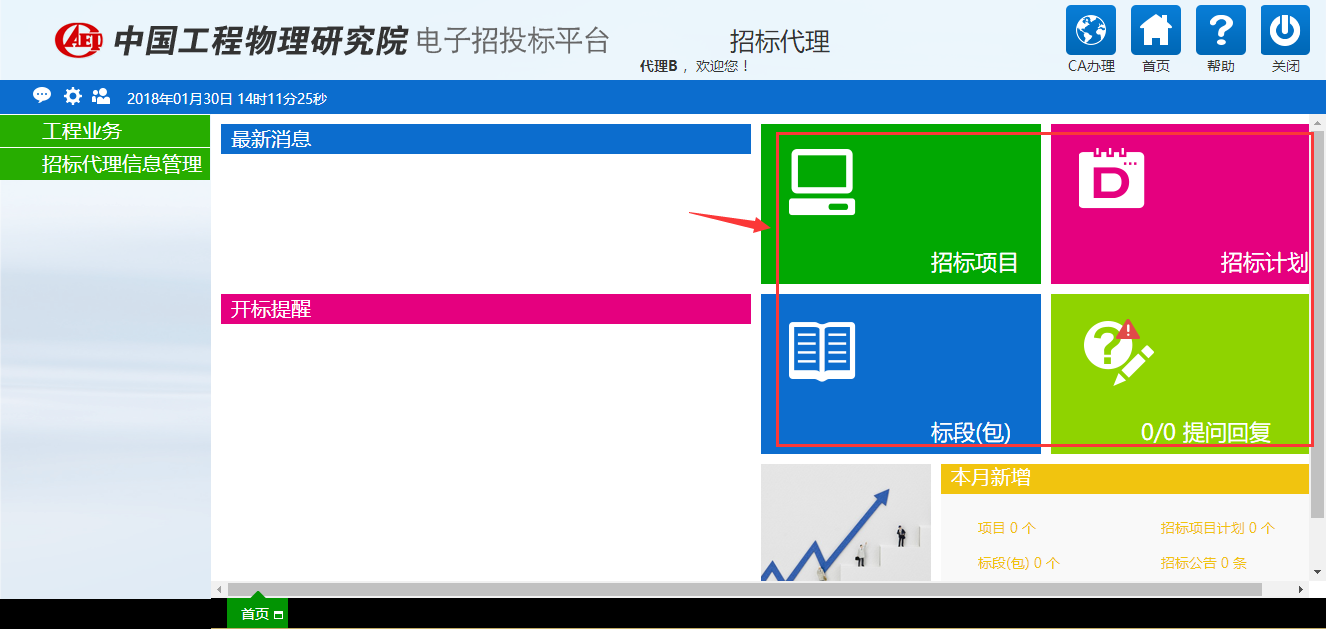 中国工程物理研究院 电子招投标平台
招标代理
代理B ，欢迎您！
CA办理 首页 帮助 关闭
2018年01月30日 14时11分25秒
工程业务
招标代理信息管理
最新消息
开标提醒
招标项目
D
招标计划
标段(包)
0/0 提问回复
本月新增
项目 0 个 招标项目计划 0 个
标段(包) 0 个 招标公告 0 条
首页